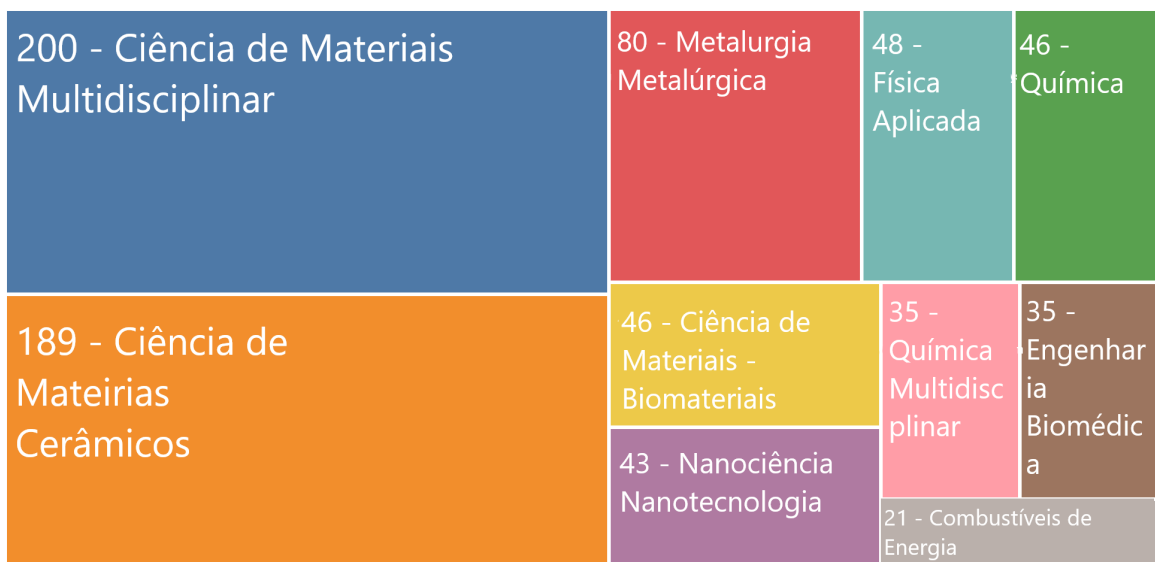 200 - Ciência de Materiais
Multidisciplinar
189 - Ciência de
Mateirias
Cerâmicos
80 - Metalurgia
Metalúrgica
48 -
Física
Aplicada
46 -
Química
46 - Ciência de
Materiais -
Biomateriais
43 - Nanociência
Nanotecnologia
35 -
Química
Multidisc
plinar
35 -
Engenhar
ia
Biomédic
a
21 - Combustíveis de
Energia